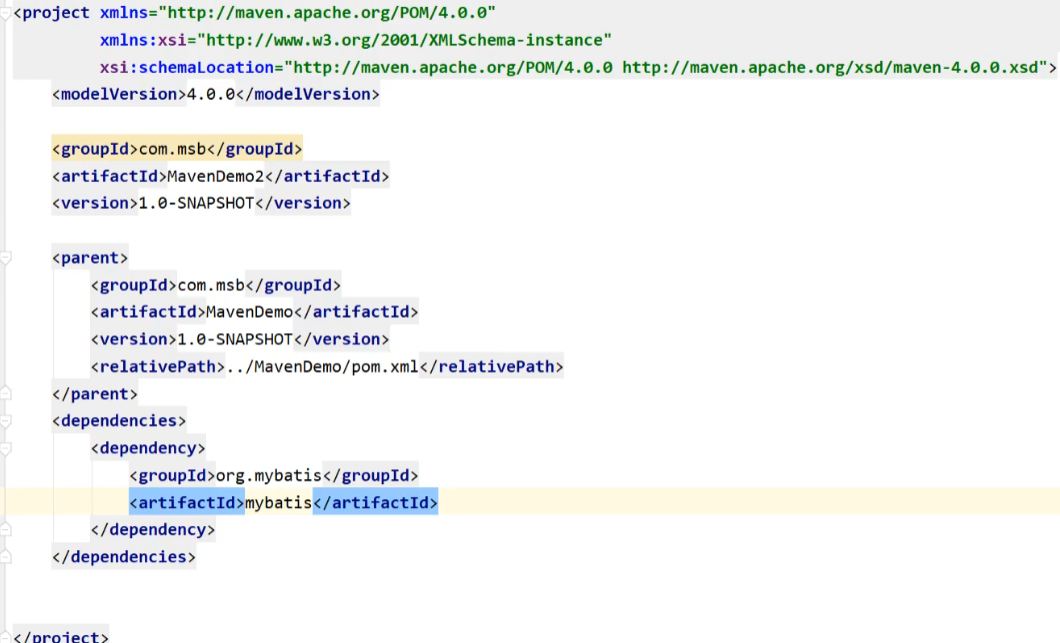 <project xmlns="http://maven.apache.org/POM/4.0.0"
xmlns:xsi="http://www.w3.org/2001/XMLSchema-instance"
xsi:schemaLocation="http://maven.apache.org/POM/4.0.0 http://maven.apache.org/xsd/maven-4.0.0.xsd">
<modelVersion>4.0.0</modelVersion>
<groupId>com.msb</groupId>
<artifactId>MavenDemo2</artifactId>
<version>1.0-SNAPSHOT</version>
<parent>
<groupId>com.msb</groupId>
<artifactId>MavenDemo</artifactId>
<version>1.0-SNAPSHOT</version>
<relativePath>../MavenDemo/pom.xml</relativePath>
</parent>
<dependencies>
<dependency>
<groupId>org.mybatis</groupId>
<artifactId>mybatis</artifactId>
</dependency>
</dependencies>
</project>